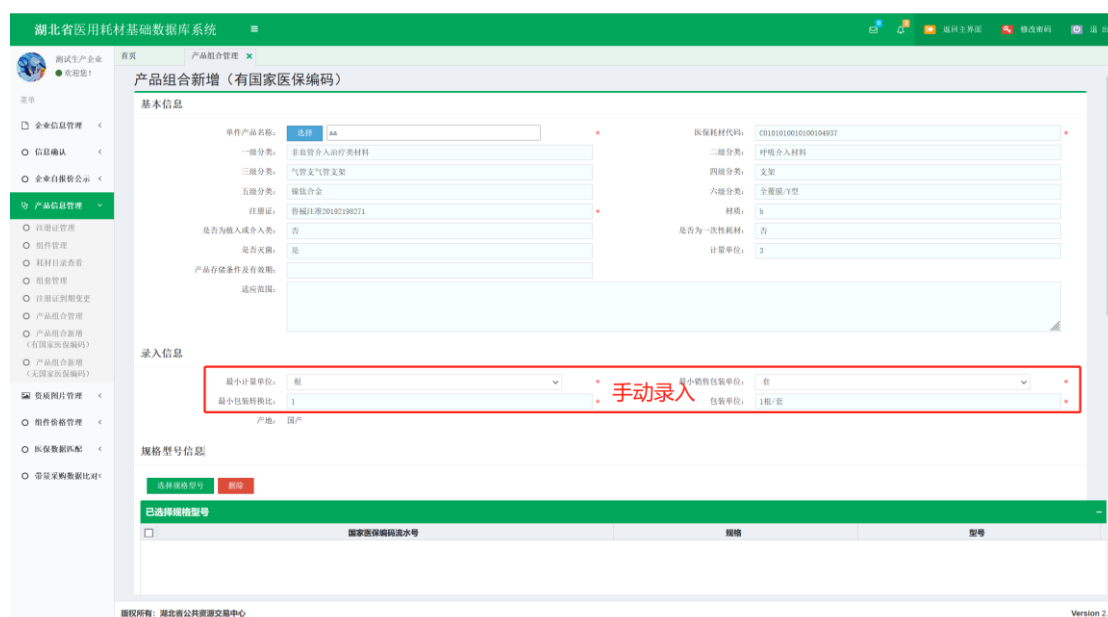 湖北省医用耗材基础数据库系统 ≡ 返回主界面 修改密码 退出
测试生产企业
欢迎您!
菜单
企业信息管理
信息确认
企业自报价公示
产品信息管理
注册证管理
组件管理
耗材目录查看
组套管理
注册证到期变更
产品组合管理
产品组合新增
(有国家医保编码)
产品组合新增
(无国家医保编码)
资质图片管理
组件价格管理
医保数据匹配
带量采购数据比对
首页 产品组合管理 ×
产品组合新增(有国家医保编码)
基本信息
单件产品名称: 选择 aa * 医保耗材代码: C0101010010100104937 *
一级分类: 非血管介入治疗类材料 二级分类: 呼吸介入材料
三级分类: 气管支气管支架 四级分类: 支架
五级分类: 镍钛合金 六级分类: 全覆膜/Y型
注册证: 鲁械注准20192198271 * 材质: b
是否为植入或介入类: 否 是否为一次性耗材: 否
是否灭菌: 是 计量单位: 3
产品存储条件及有效期:
适应范围:
录入信息
最小计量单位: 根 * 最小销售包装单位: 套 *
手动录入
最小包装转换比: 1 * 包装单位: 1根/套 *
产地: 国产
规格型号信息
选择规格型号 删除
已选择规格型号 −
国家医保编码流水号 规格 型号
版权所有: 湖北省公共资源交易中心 Version 2.